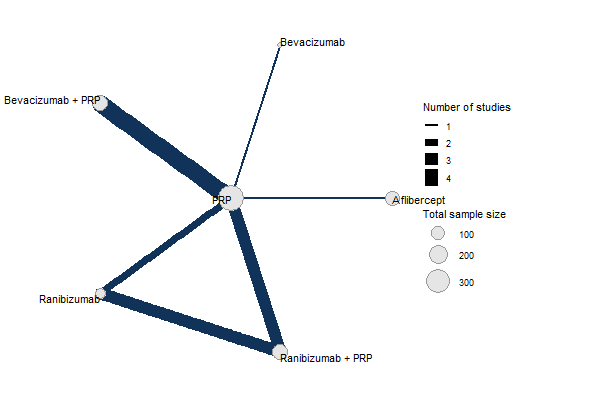 Bevacizumab
Bevacizumab + PRP
Number of studies
1
2
3
4
PRP
Aflibercept
Total sample size
100
200
300
Ranibizumab
Ranibizumab + PRP